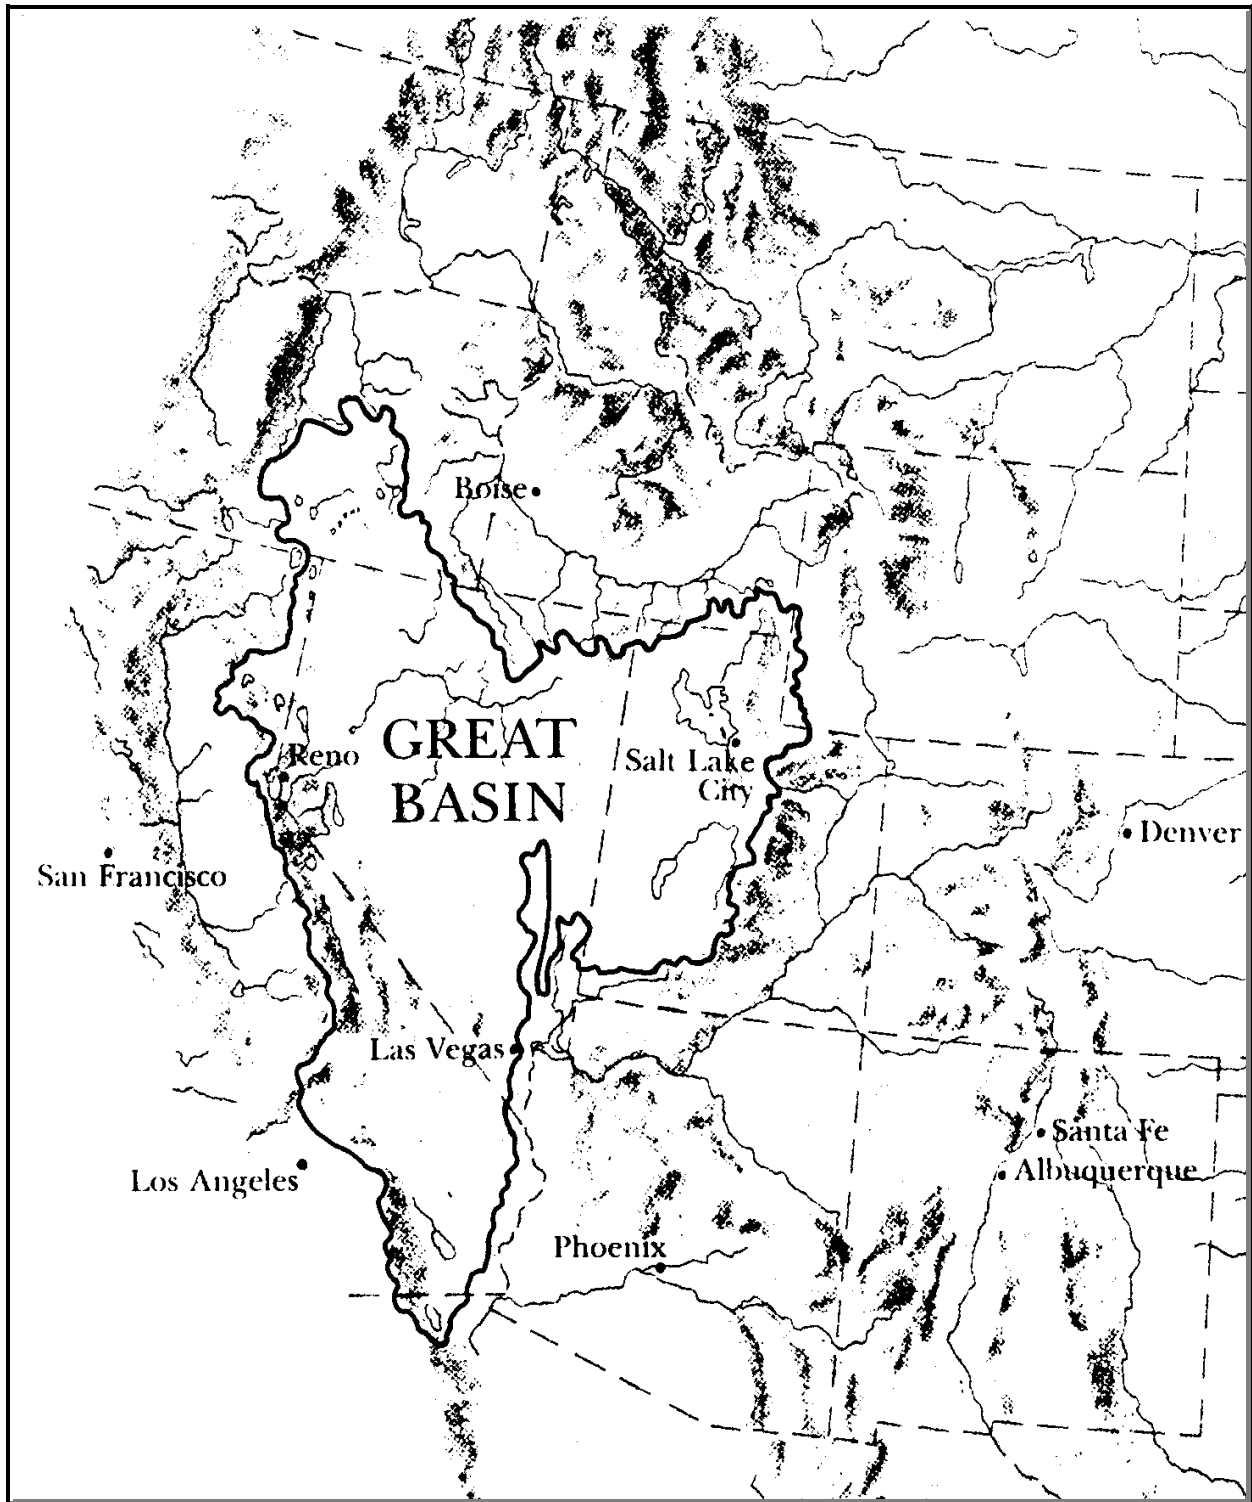 Boise
GREAT
BASIN
Reno
Salt Lake
City
Denver
San Francisco
Las Vegas
Santa Fe
Albuquerque
Los Angeles
Phoenix